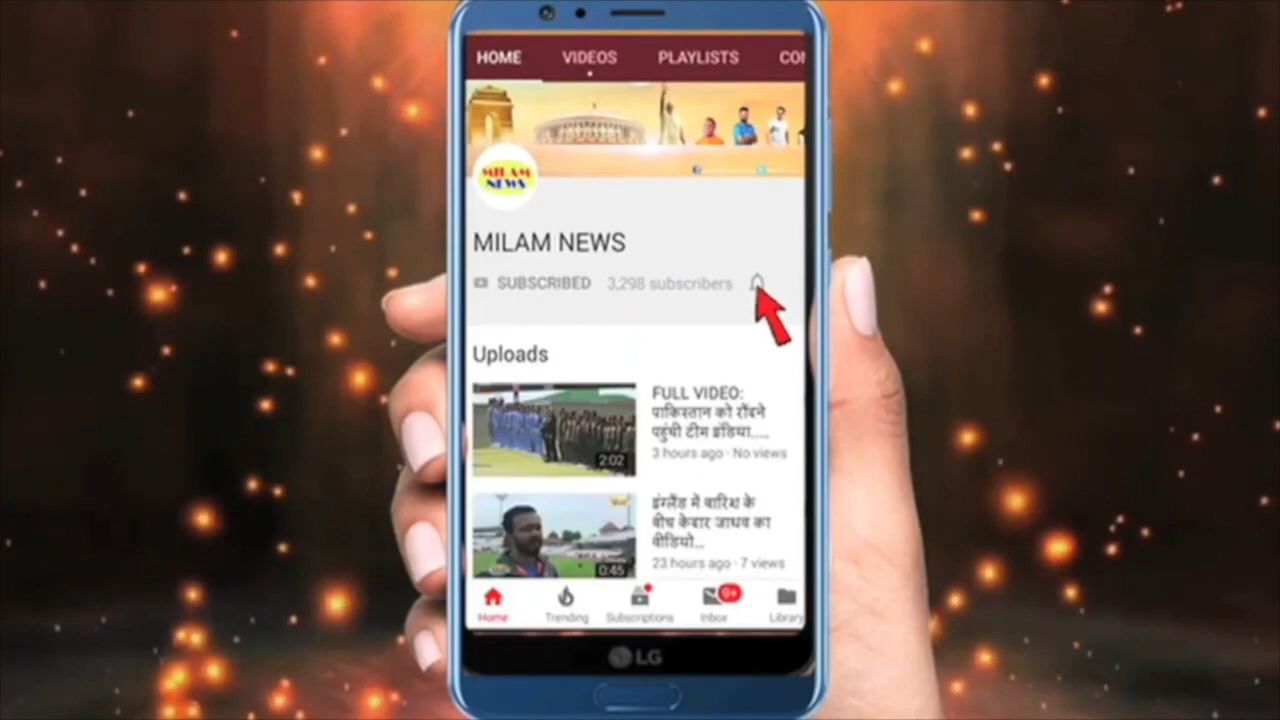 HOME VIDEOS PLAYLISTS COM
MILAM
NEWS
MILAM NEWS
SUBSCRIBED 3,298 subscribers
Uploads
FULL VIDEO:
पाकिस्तान को रौंदने
पहुंची टीम इंडिया.....
3 hours ago · No views
2:02
इंग्लैंड में बारिश के
बीच केदार जाधव का
वीडियो...
23 hours ago · 7 views
0:45
9+
Home Trending Subscriptions Inbox Library
LG